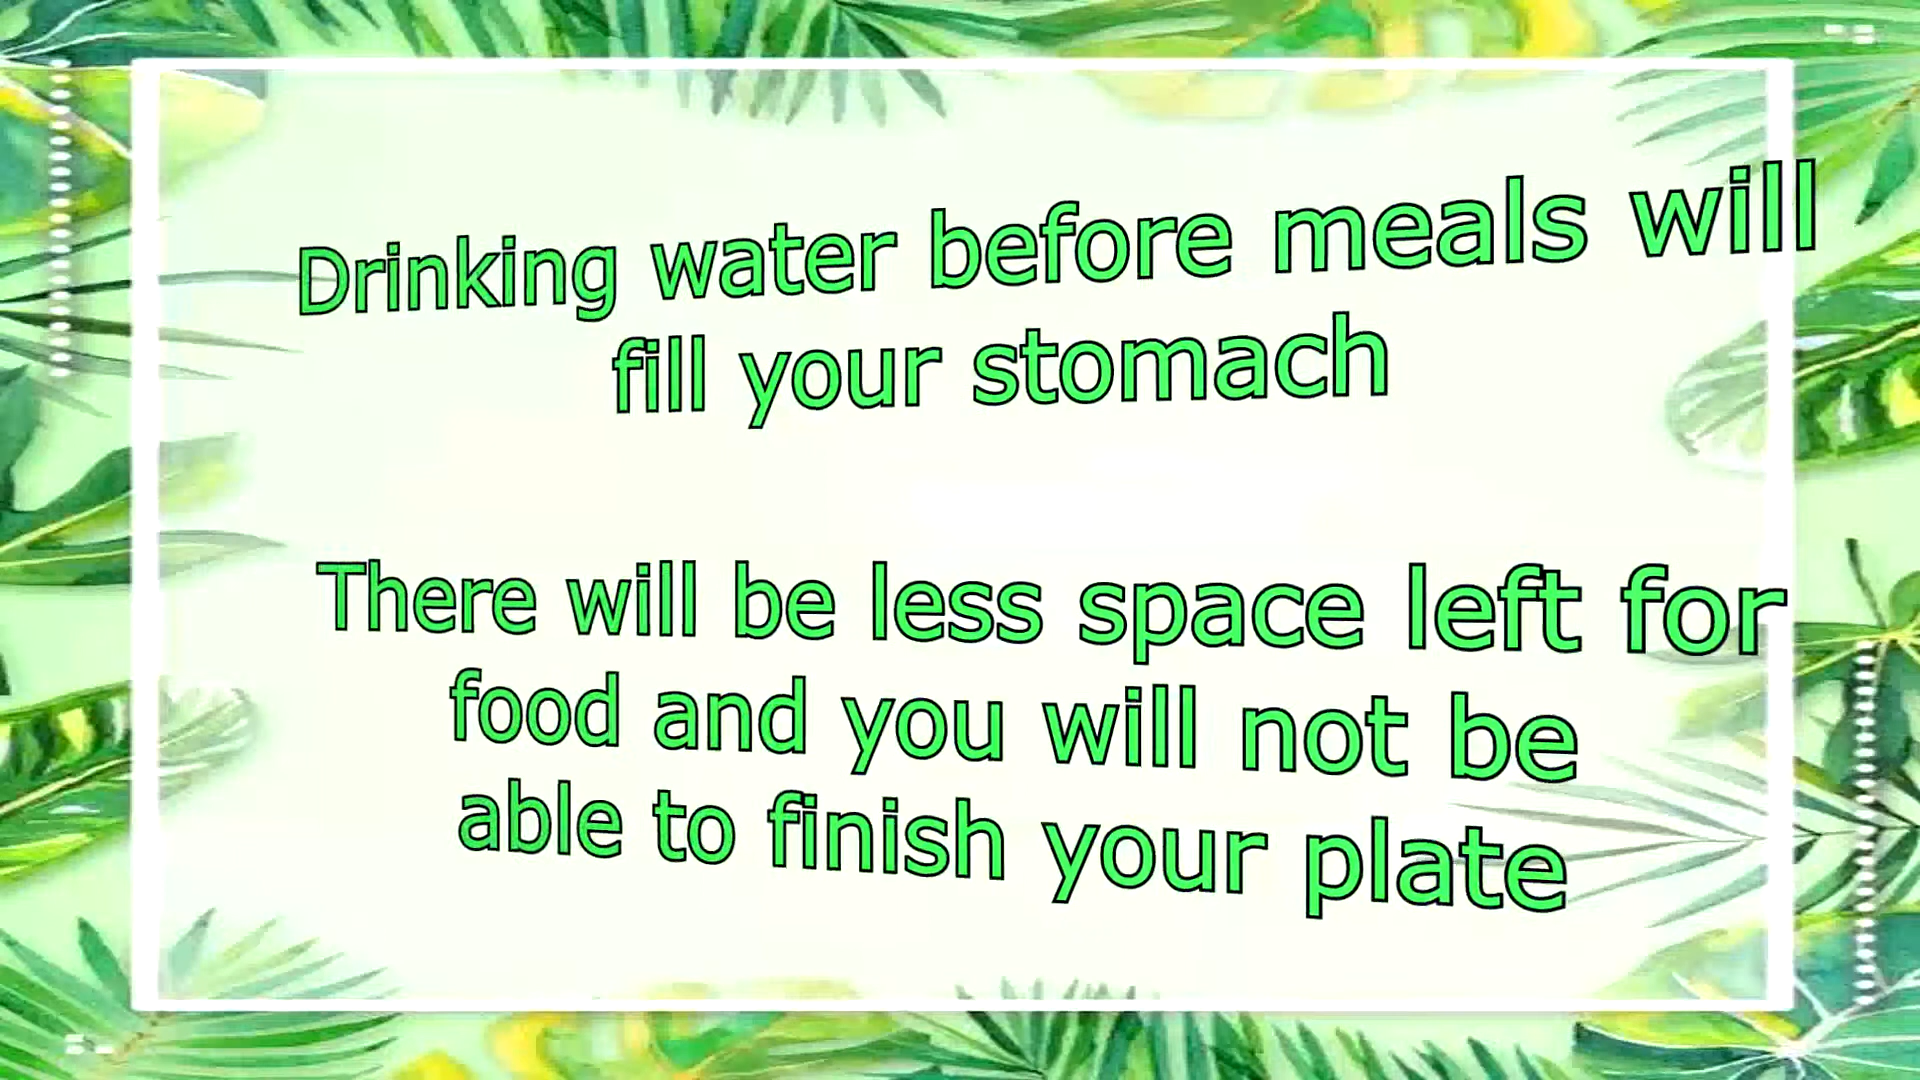 Drinking water before meals will
fill your stomach
There will be less space left for
food and you will not be
able to finish your plate